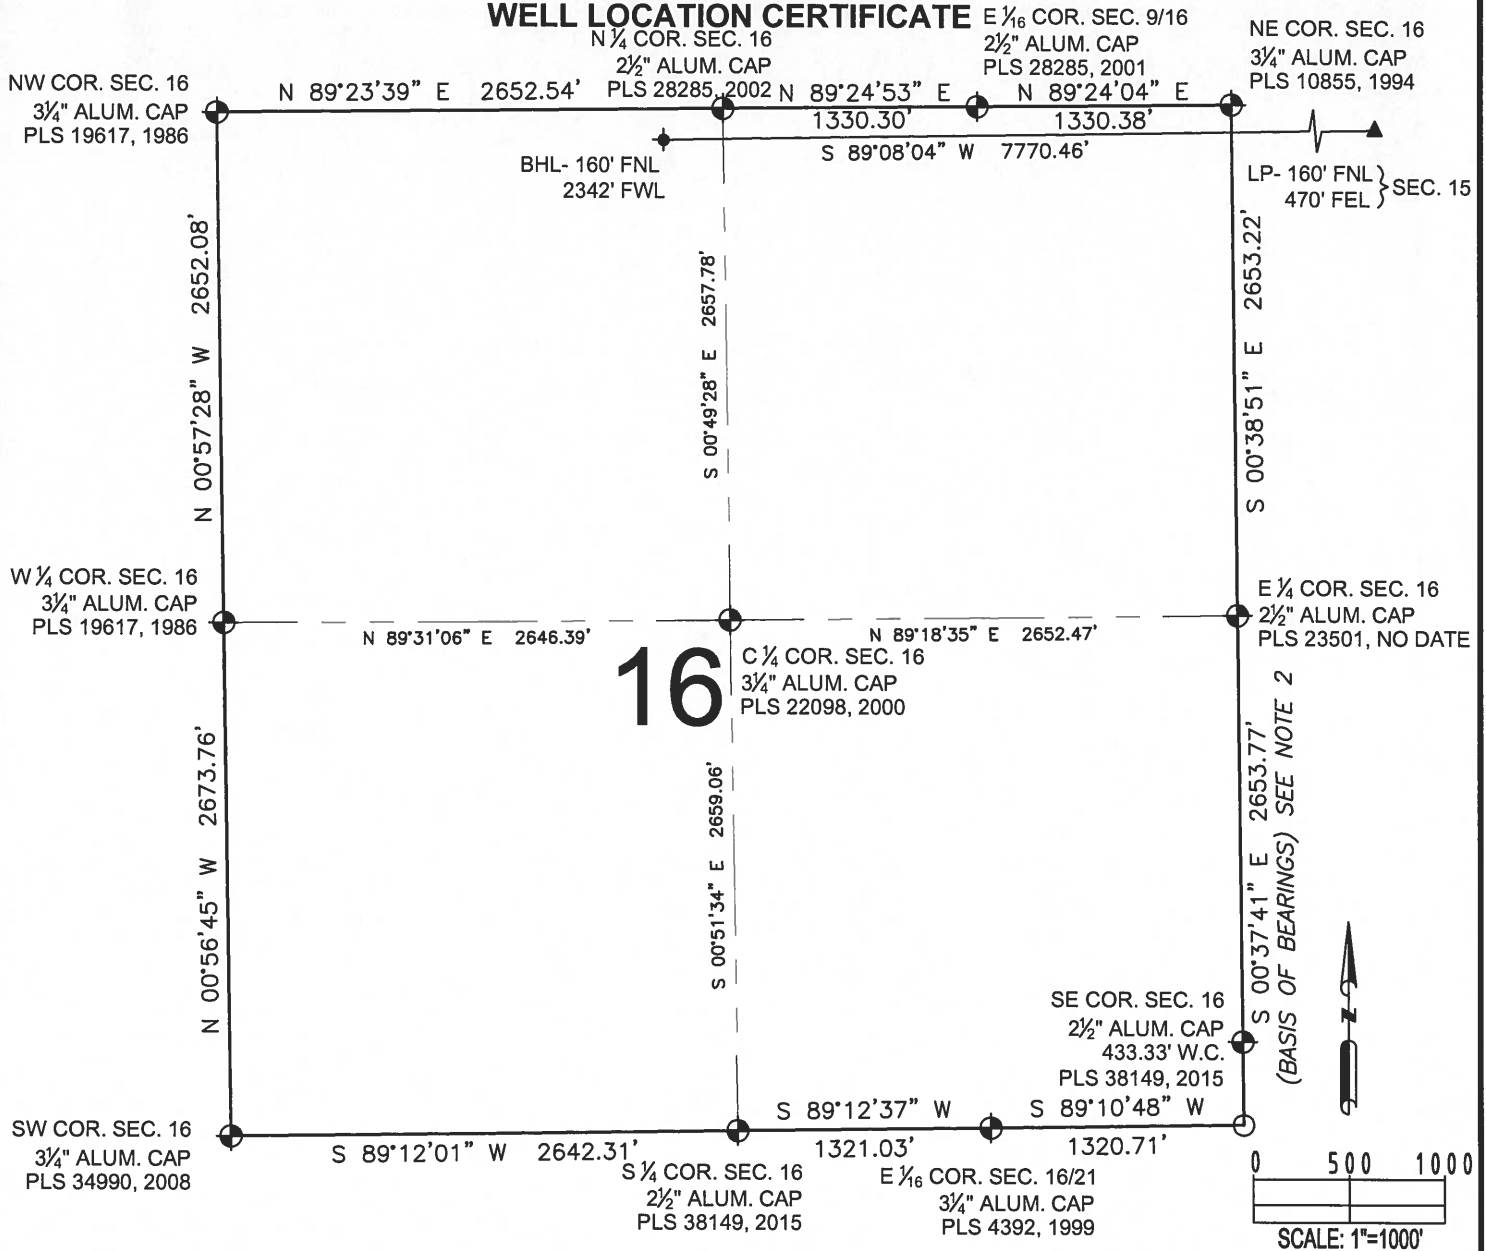 WELL LOCATION CERTIFICATE
NW COR. SEC. 16
3¼" ALUM. CAP
PLS 19617, 1986
N 89°23'39" E 2652.54'
N ¼ COR. SEC. 16
2½" ALUM. CAP
PLS 28285, 2002
N 89°24'53" E
1330.30'
E 1⁄16 COR. SEC. 9/16
2½" ALUM. CAP
PLS 28285, 2001
N 89°24'04" E
1330.38'
NE COR. SEC. 16
3¼" ALUM. CAP
PLS 10855, 1994
BHL- 160' FNL
2342' FWL
S 89°08'04" W 7770.46'
LP- 160' FNL
470' FEL
SEC. 15
N 00°57'28" W 2652.08'
S 00°49'28" E 2657.78'
S 00°38'51" E 2653.22'
W ¼ COR. SEC. 16
3¼" ALUM. CAP
PLS 19617, 1986
N 89°31'06" E 2646.39'
N 89°18'35" E 2652.47'
E ¼ COR. SEC. 16
2½" ALUM. CAP
PLS 23501, NO DATE
16
C ¼ COR. SEC. 16
3¼" ALUM. CAP
PLS 22098, 2000
N 00°56'45" W 2673.76'
S 00°51'34" E 2659.06'
S 00°37'41" E 2653.77'
(BASIS OF BEARINGS) SEE NOTE 2
SE COR. SEC. 16
2½" ALUM. CAP
433.33' W.C.
PLS 38149, 2015
N
SW COR. SEC. 16
3¼" ALUM. CAP
PLS 34990, 2008
S 89°12'01" W 2642.31'
S ¼ COR. SEC. 16
2½" ALUM. CAP
PLS 38149, 2015
S 89°12'37" W
1321.03'
E 1⁄16 COR. SEC. 16/21
3¼" ALUM. CAP
PLS 4392, 1999
S 89°10'48" W
1320.71'
0 500 1000
SCALE: 1"=1000'